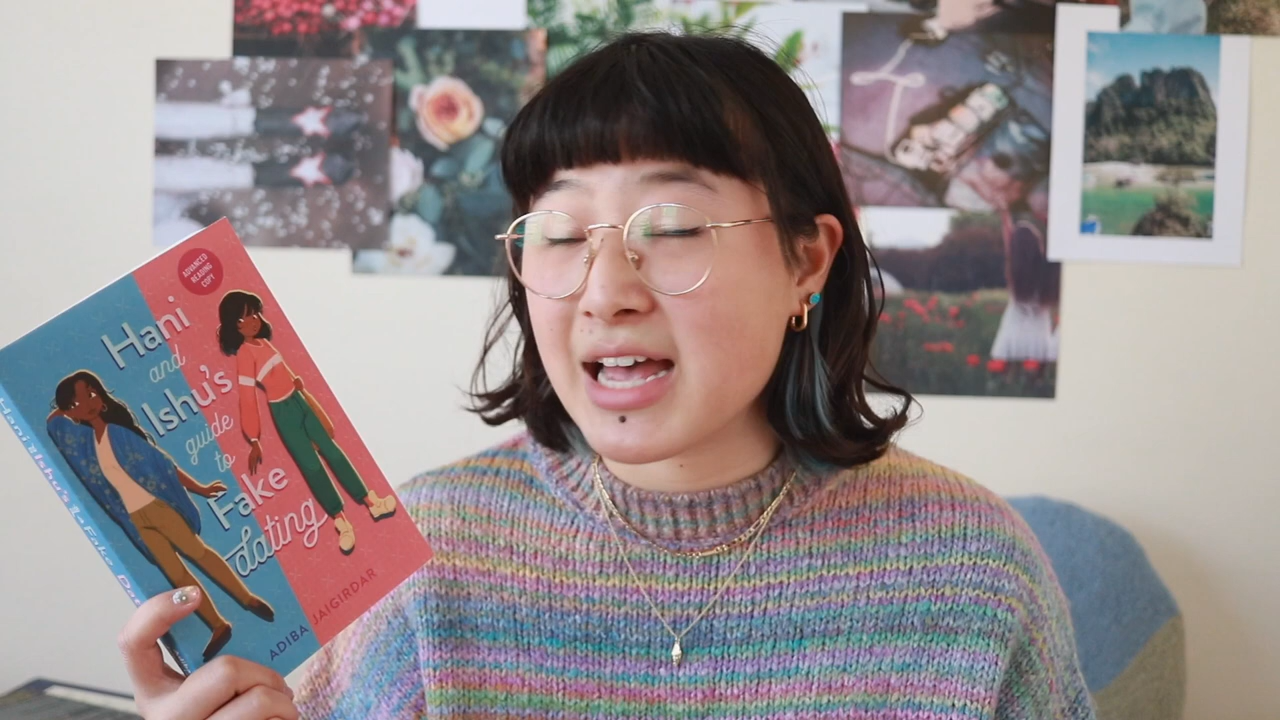 ADVANCED
READING
COPY
Hani
and
Ishu's
guide
to
Fake
dating
ADIBA JAIGIRDAR